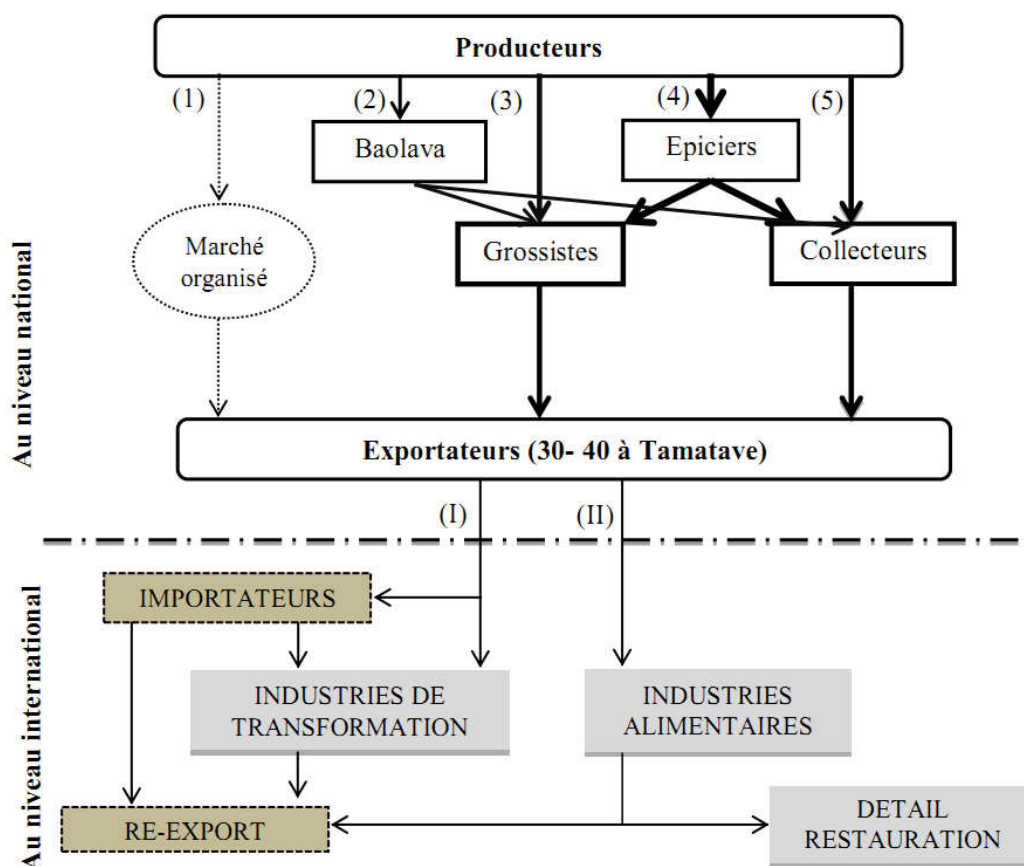 Producteurs
(1)
(2)
(3)
(4)
(5)
Baolava
Epiciers
Marché
organisé
Grossistes
Collecteurs
Au niveau national
Exportateurs (30- 40 à Tamatave)
(I)
(II)
Au niveau international
IMPORTATEURS
INDUSTRIES DE
TRANSFORMATION
INDUSTRIES
ALIMENTAIRES
RE-EXPORT
DETAIL
RESTAURATION